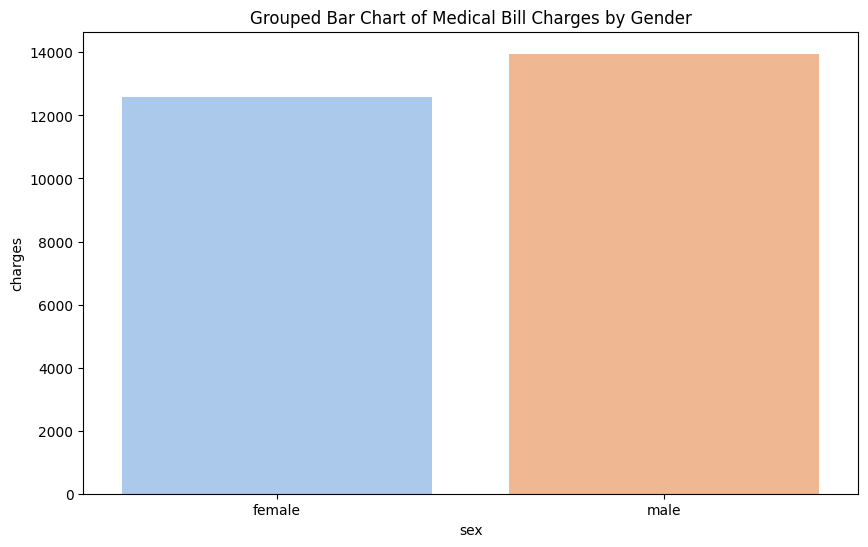 Grouped Bar Chart of Medical Bill Charges by Gender
14000
12000
10000
8000
6000
4000
2000
0
charges
female
male
sex